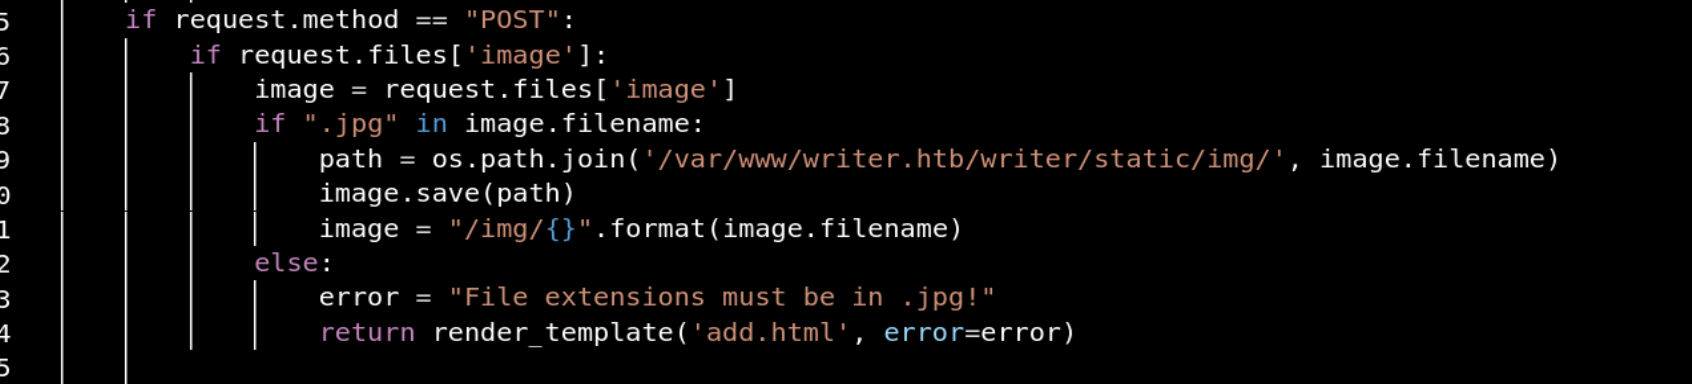 5 if request.method == "POST":
6 if request.files['image']:
7 image = request.files['image']
8 if ".jpg" in image.filename:
9 path = os.path.join('/var/www/writer.htb/writer/static/img/', image.filename)
0 image.save(path)
1 image = "/img/{}".format(image.filename)
2 else:
3 error = "File extensions must be in .jpg!"
4 return render_template('add.html', error=error)
5